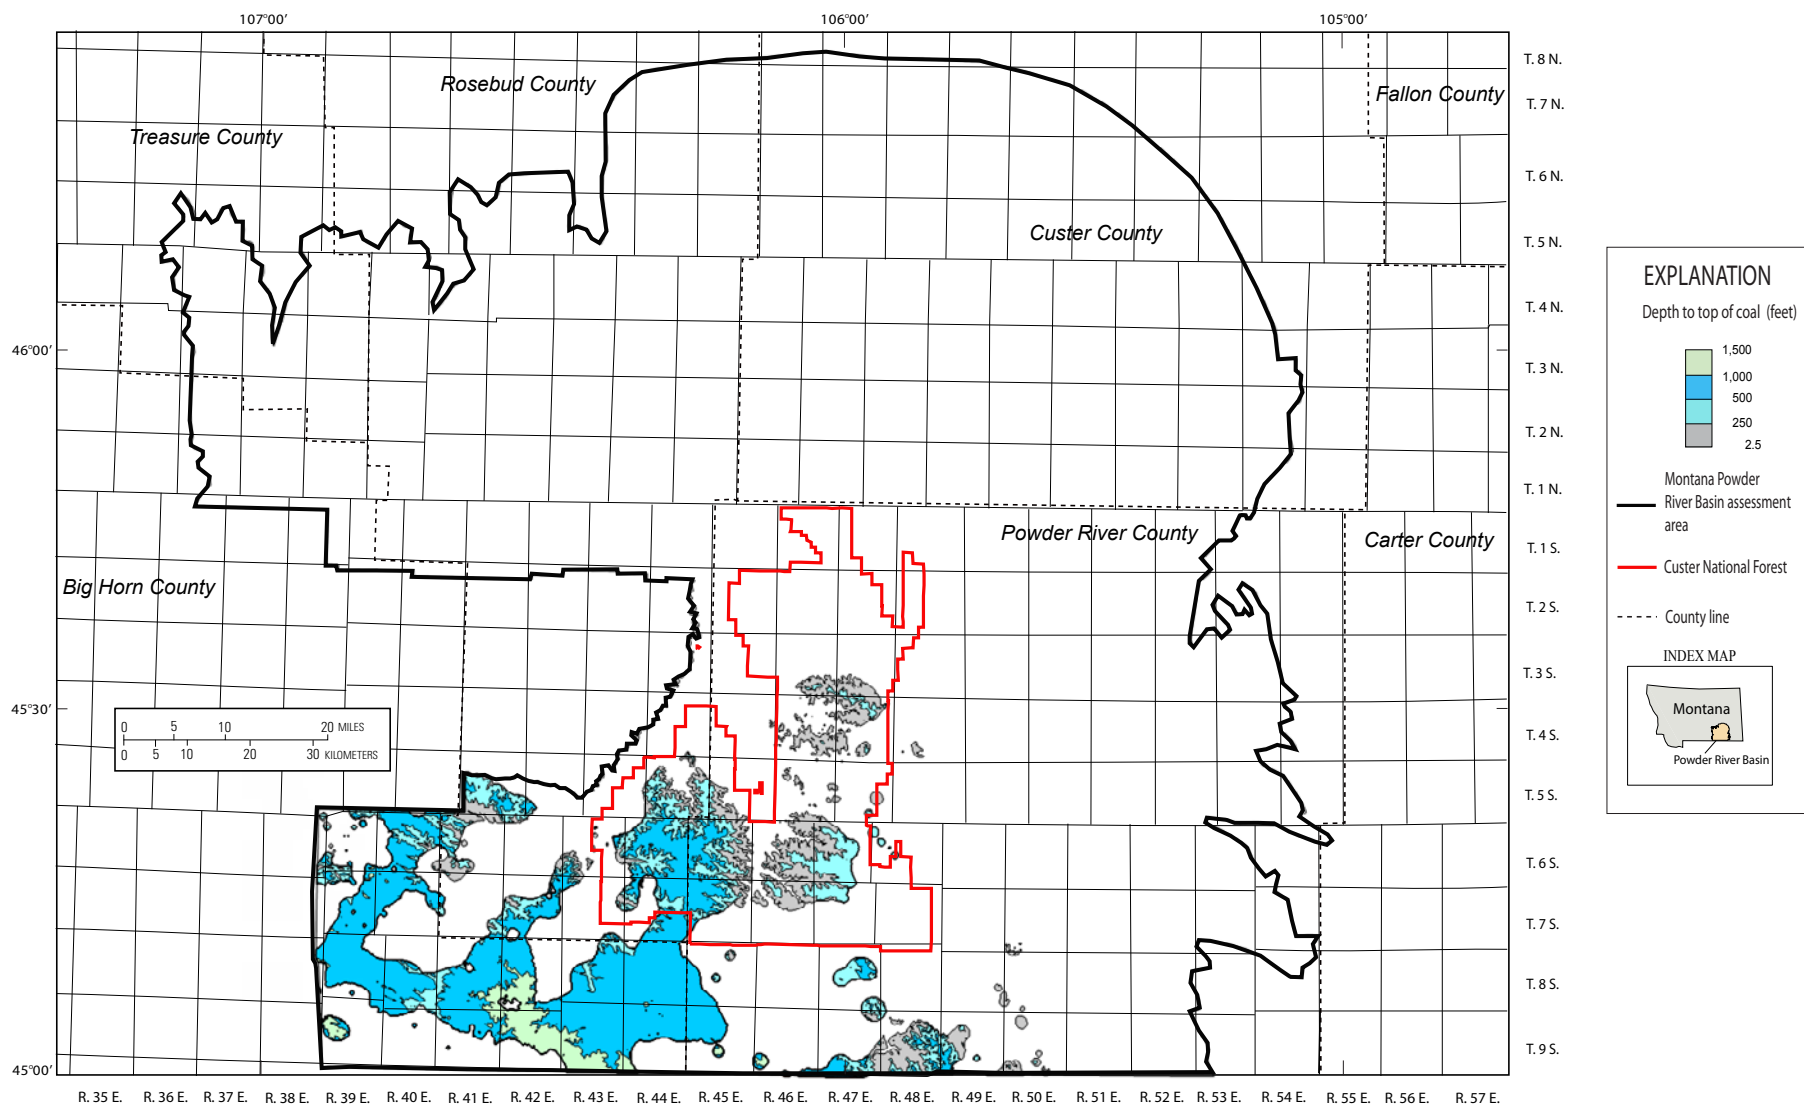 107°00'
106°00'
105°00'
Rosebud County
Fallon County
Treasure County
Custer County
Powder River County
Carter County
Big Horn County
T. 8 N.
T. 7 N.
T. 6 N.
T. 5 N.
T. 4 N.
T. 3 N.
T. 2 N.
T. 1 N.
T. 1 S.
T. 2 S.
T. 3 S.
T. 4 S.
T. 5 S.
T. 6 S.
T. 7 S.
T. 8 S.
T. 9 S.
46°00'
45°30'
45°00'
0 5 10 20 MILES
0 5 10 20 30 KILOMETERS
R. 35 E. R. 36 E. R. 37 E. R. 38 E. R. 39 E. R. 40 E. R. 41 E. R. 42 E. R. 43 E. R. 44 E. R. 45 E. R. 46 E. R. 47 E. R. 48 E. R. 49 E. R. 50 E. R. 51 E. R. 52 E. R. 53 E. R. 54 E. R. 55 E. R. 56 E. R. 57 E.
EXPLANATION
Depth to top of coal (feet)
1,500
1,000
500
250
2.5
Montana Powder
River Basin assessment
area
Custer National Forest
County line
INDEX MAP
Montana
Powder River Basin